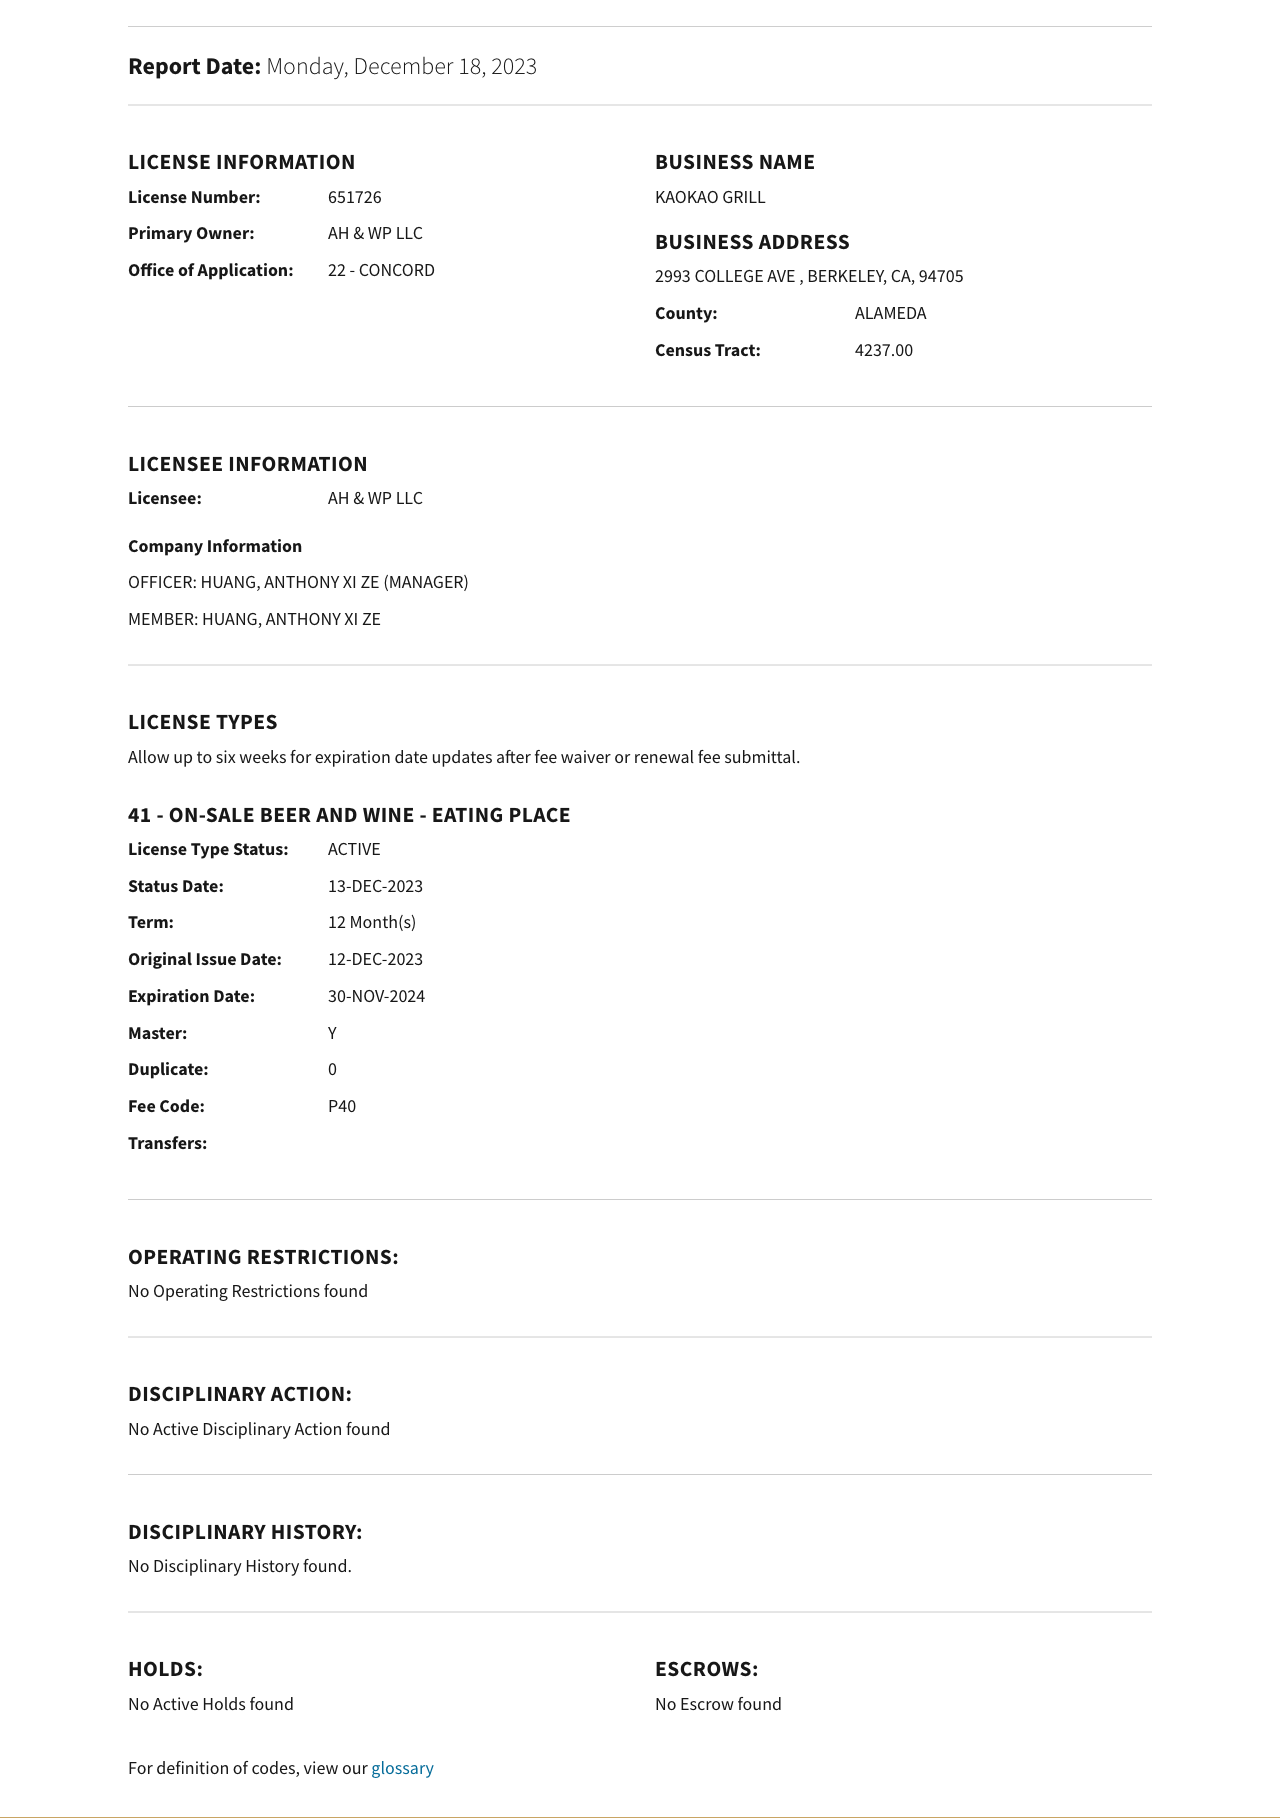 Report Date: Monday, December 18, 2023
LICENSE INFORMATION
License Number: 651726
Primary Owner: AH & WP LLC
Office of Application: 22 - CONCORD
BUSINESS NAME
KAOKAO GRILL
BUSINESS ADDRESS
2993 COLLEGE AVE , BERKELEY, CA, 94705
County: ALAMEDA
Census Tract: 4237.00
LICENSEE INFORMATION
Licensee: AH & WP LLC
Company Information
OFFICER: HUANG, ANTHONY XI ZE (MANAGER)
MEMBER: HUANG, ANTHONY XI ZE
LICENSE TYPES
Allow up to six weeks for expiration date updates after fee waiver or renewal fee submittal.
41 - ON-SALE BEER AND WINE - EATING PLACE
License Type Status: ACTIVE
Status Date: 13-DEC-2023
Term: 12 Month(s)
Original Issue Date: 12-DEC-2023
Expiration Date: 30-NOV-2024
Master: Y
Duplicate: 0
Fee Code: P40
Transfers:
OPERATING RESTRICTIONS:
No Operating Restrictions found
DISCIPLINARY ACTION:
No Active Disciplinary Action found
DISCIPLINARY HISTORY:
No Disciplinary History found.
HOLDS:
No Active Holds found
ESCROWS:
No Escrow found
For definition of codes, view our glossary